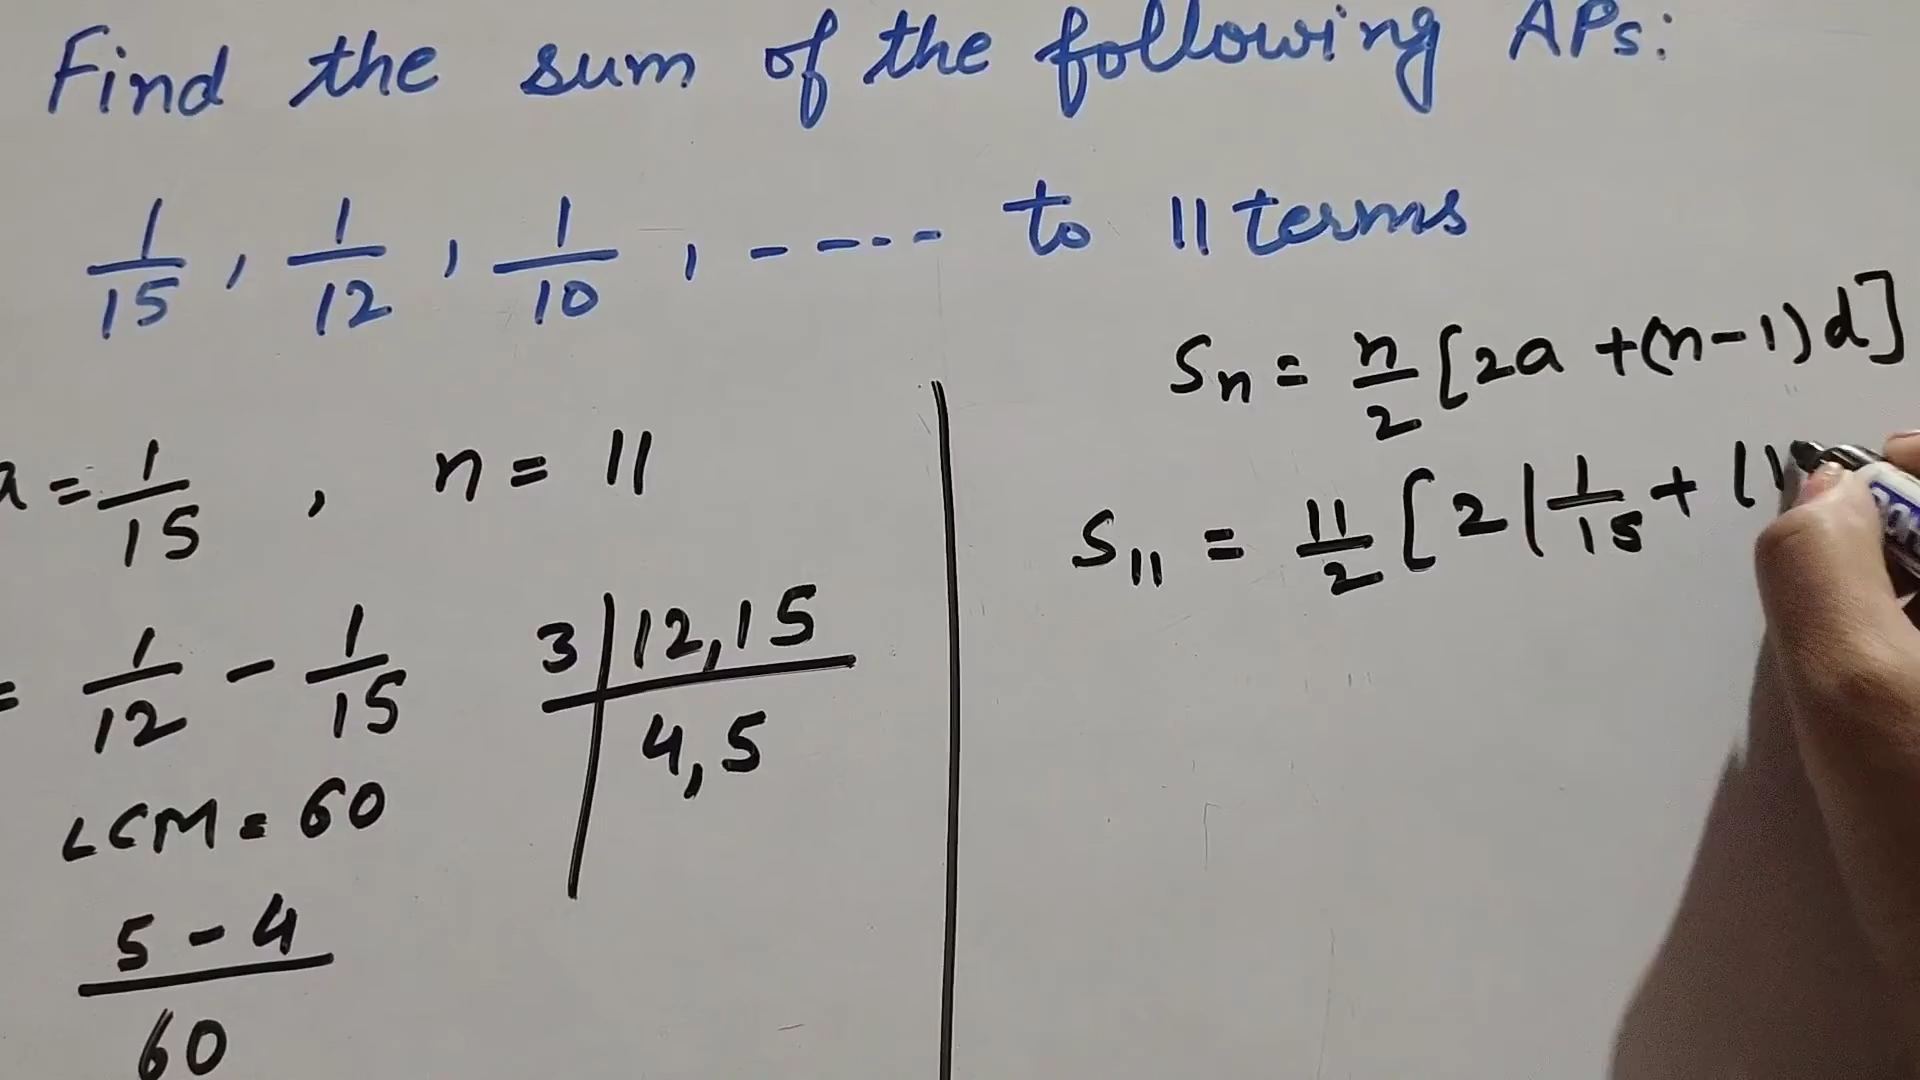 Find the sum of the following APs:
1/15, 1/12, 1/10, ---- to 11 terms
a = 1/15, n = 11
= 1/12 - 1/15
3 | 12, 15
4, 5
LCM = 60
5 - 4
60
Sn = n/2 [2a + (n-1)d]
S11 = 11/2 [2(1/15 + (1